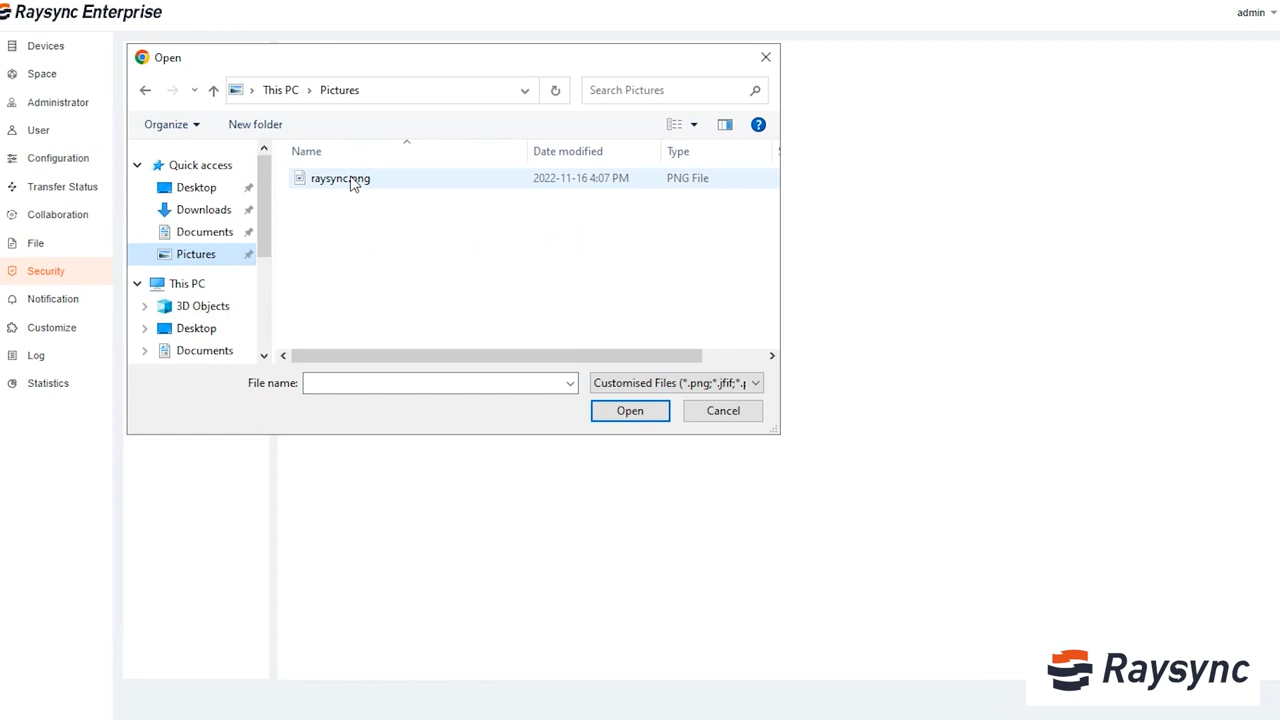 Raysync Enterprise
admin
Devices
Space
Administrator
User
Configuration
Transfer Status
Collaboration
File
Security
Notification
Customize
Log
Statistics
Open
This PC > Pictures
Search Pictures
Organize
New folder
Name
Date modified
Type
raysync.png
2022-11-16 4:07 PM
PNG File
Quick access
Desktop
Downloads
Documents
Pictures
This PC
3D Objects
Desktop
Documents
File name:
Customised Files (*.png;*.jfif;*.p
Open
Cancel
Raysync